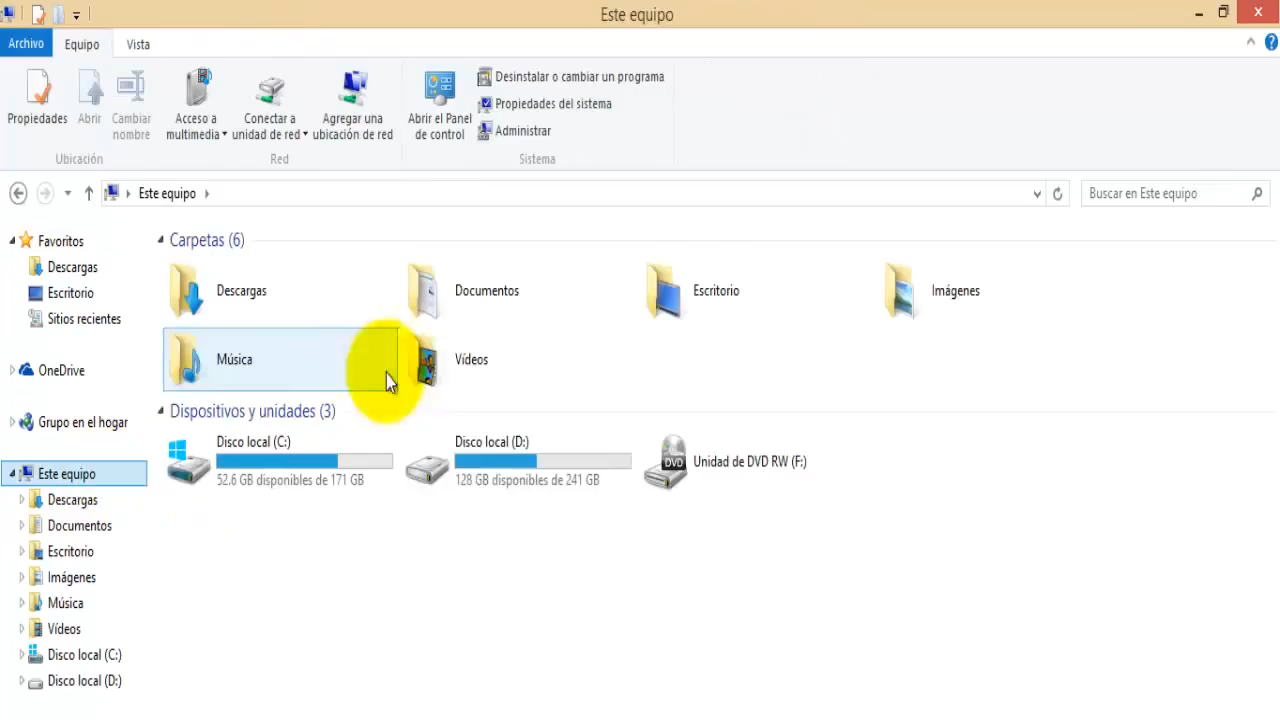 Este equipo
Archivo Equipo Vista
Propiedades Abrir Cambiar nombre
Ubicación
Acceso a multimedia Conectar a unidad de red Agregar una ubicación de red
Red
Abrir el Panel de control
Desinstalar o cambiar un programa
Propiedades del sistema
Administrar
Sistema
Este equipo
Buscar en Este equipo
Favoritos
Descargas
Escritorio
Sitios recientes
OneDrive
Grupo en el hogar
Este equipo
Descargas
Documentos
Escritorio
Imágenes
Música
Vídeos
Disco local (C:)
Disco local (D:)
Carpetas (6)
Descargas Documentos Escritorio Imágenes
Música Vídeos
Dispositivos y unidades (3)
Disco local (C:)
52.6 GB disponibles de 171 GB
Disco local (D:)
128 GB disponibles de 241 GB
DVD
Unidad de DVD RW (F:)